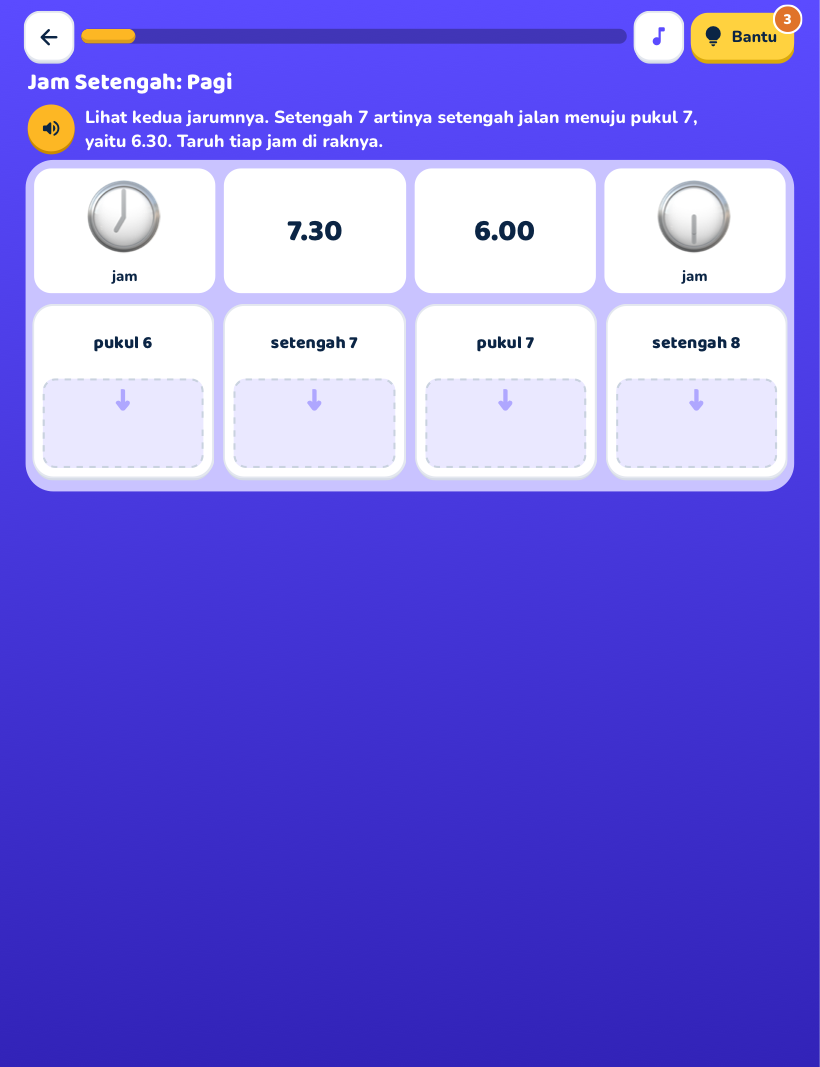 3
Bantu
Jam Setengah: Pagi
Lihat kedua jarumnya. Setengah 7 artinya setengah jalan menuju pukul 7,
yaitu 6.30. Taruh tiap jam di raknya.
jam
7.30
6.00
jam
pukul 6
setengah 7
pukul 7
setengah 8